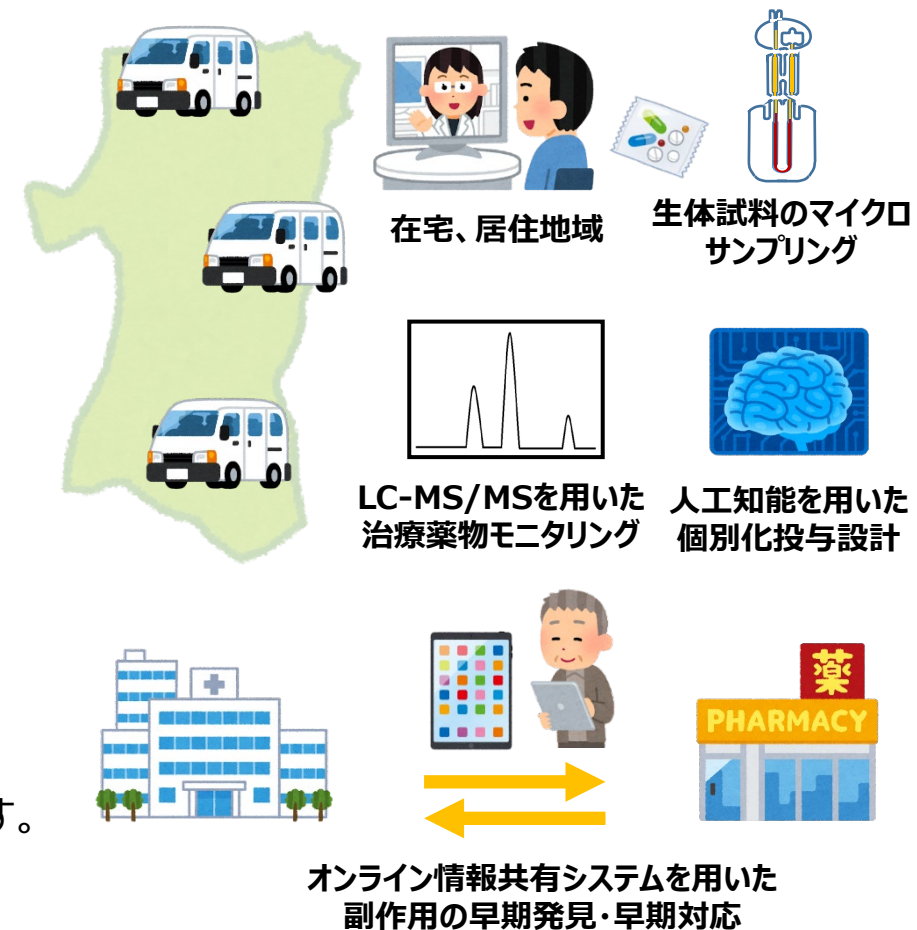 在宅、居住地域
生体試料のマイクロ
サンプリング
LC-MS/MSを用いた
治療薬物モニタリング
人工知能を用いた
個別化投与設計
薬
PHARMACY
す。
オンライン情報共有システムを用いた
副作用の早期発見・早期対応